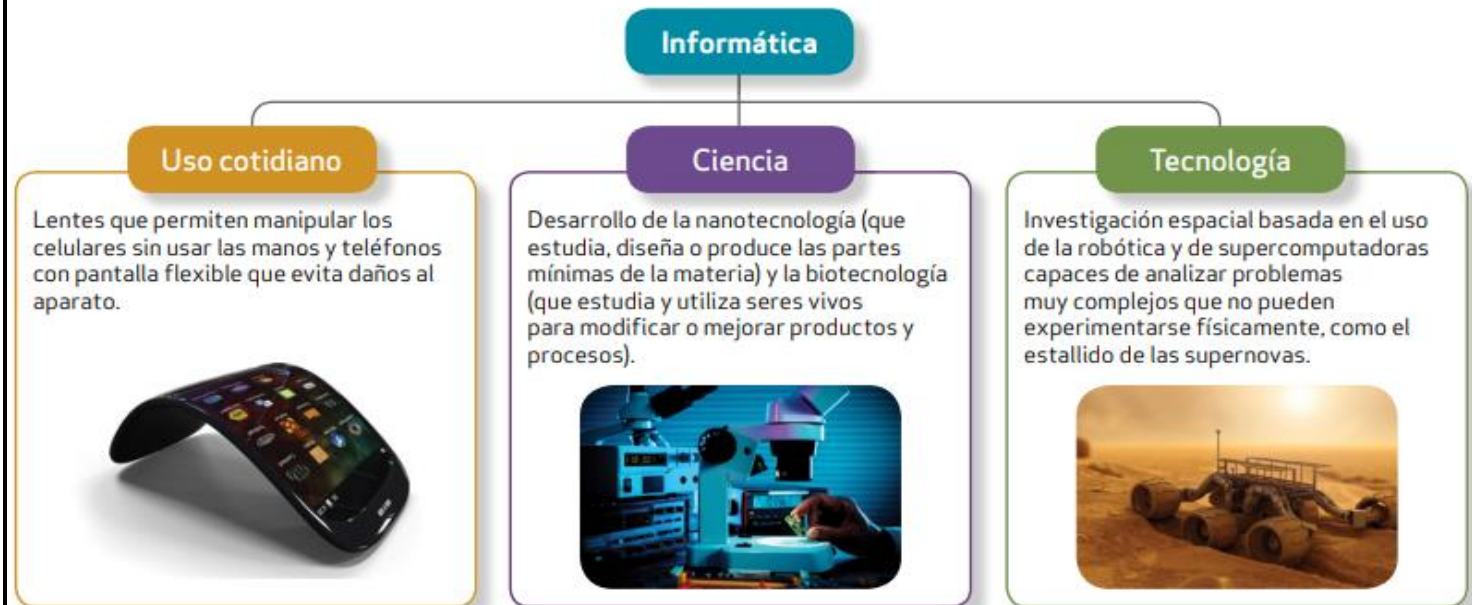 Informática
Uso cotidiano
Lentes que permiten manipular los
celulares sin usar las manos y teléfonos
con pantalla flexible que evita daños al
aparato.
Ciencia
Desarrollo de la nanotecnología (que
estudia, diseña o produce las partes
mínimas de la materia) y la biotecnología
(que estudia y utiliza seres vivos
para modificar o mejorar productos y
procesos).
Tecnología
Investigación espacial basada en el uso
de la robótica y de supercomputadoras
capaces de analizar problemas
muy complejos que no pueden
experimentarse físicamente, como el
estallido de las supernovas.